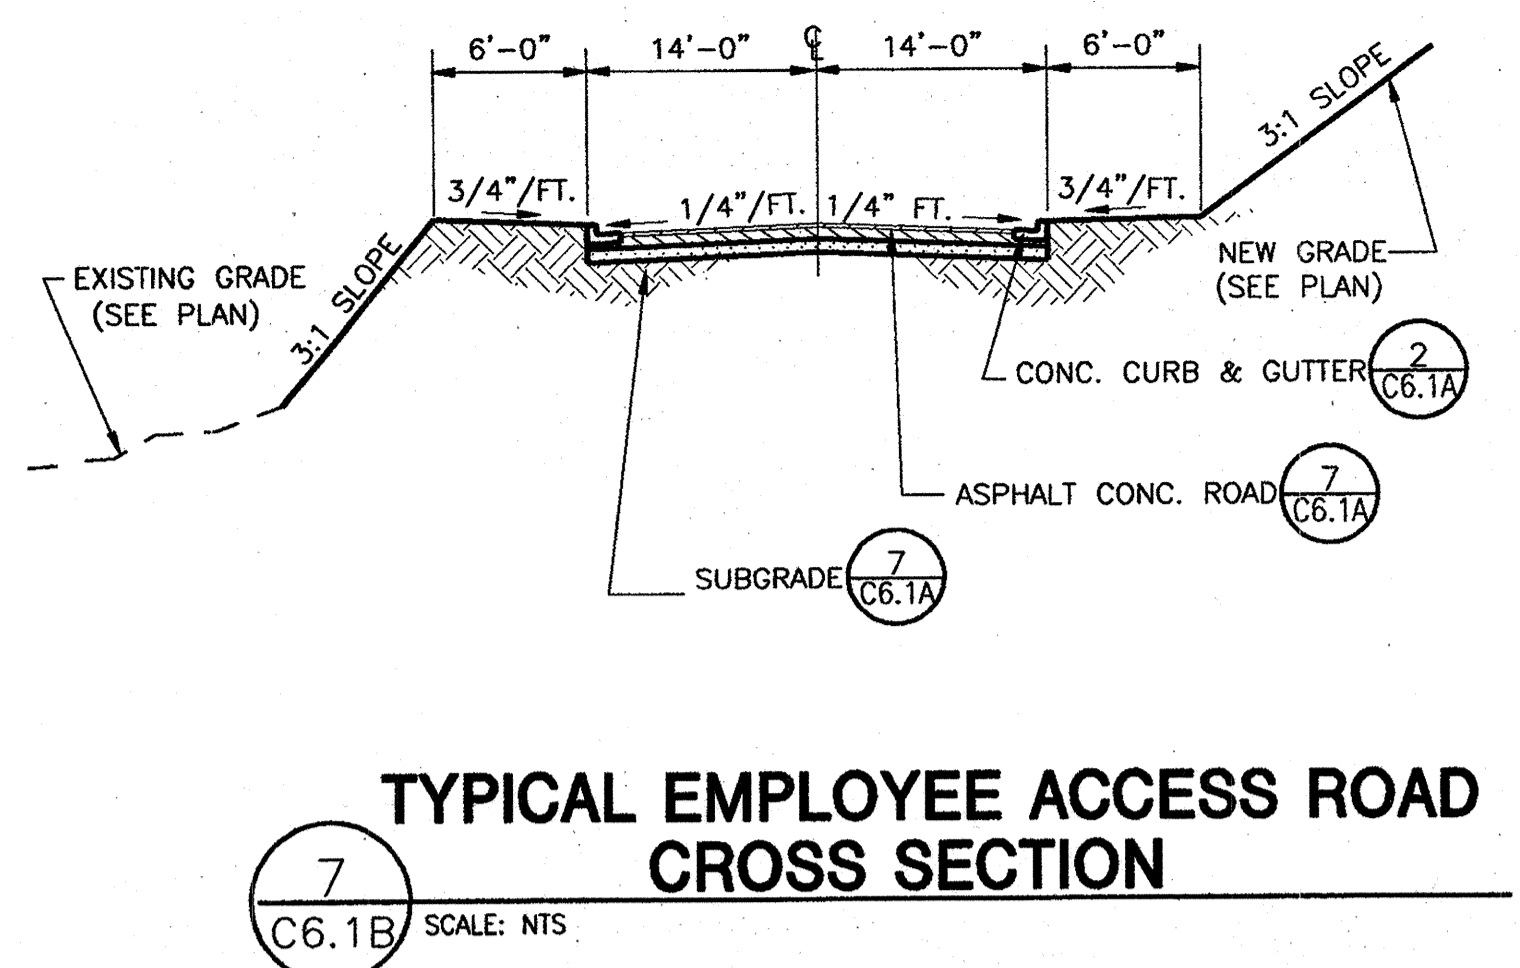 6'-0" 14'-0" ℄ 14'-0" 6'-0"
3:1 SLOPE
3/4"/FT. 1/4"/FT. 1/4" FT. 3/4"/FT.
3:1 SLOPE
EXISTING GRADE
(SEE PLAN)
NEW GRADE
(SEE PLAN)
CONC. CURB & GUTTER 2
C6.1A
ASPHALT CONC. ROAD 7
C6.1A
SUBGRADE 7
C6.1A
TYPICAL EMPLOYEE ACCESS ROAD
CROSS SECTION
7
C6.1B
SCALE: NTS